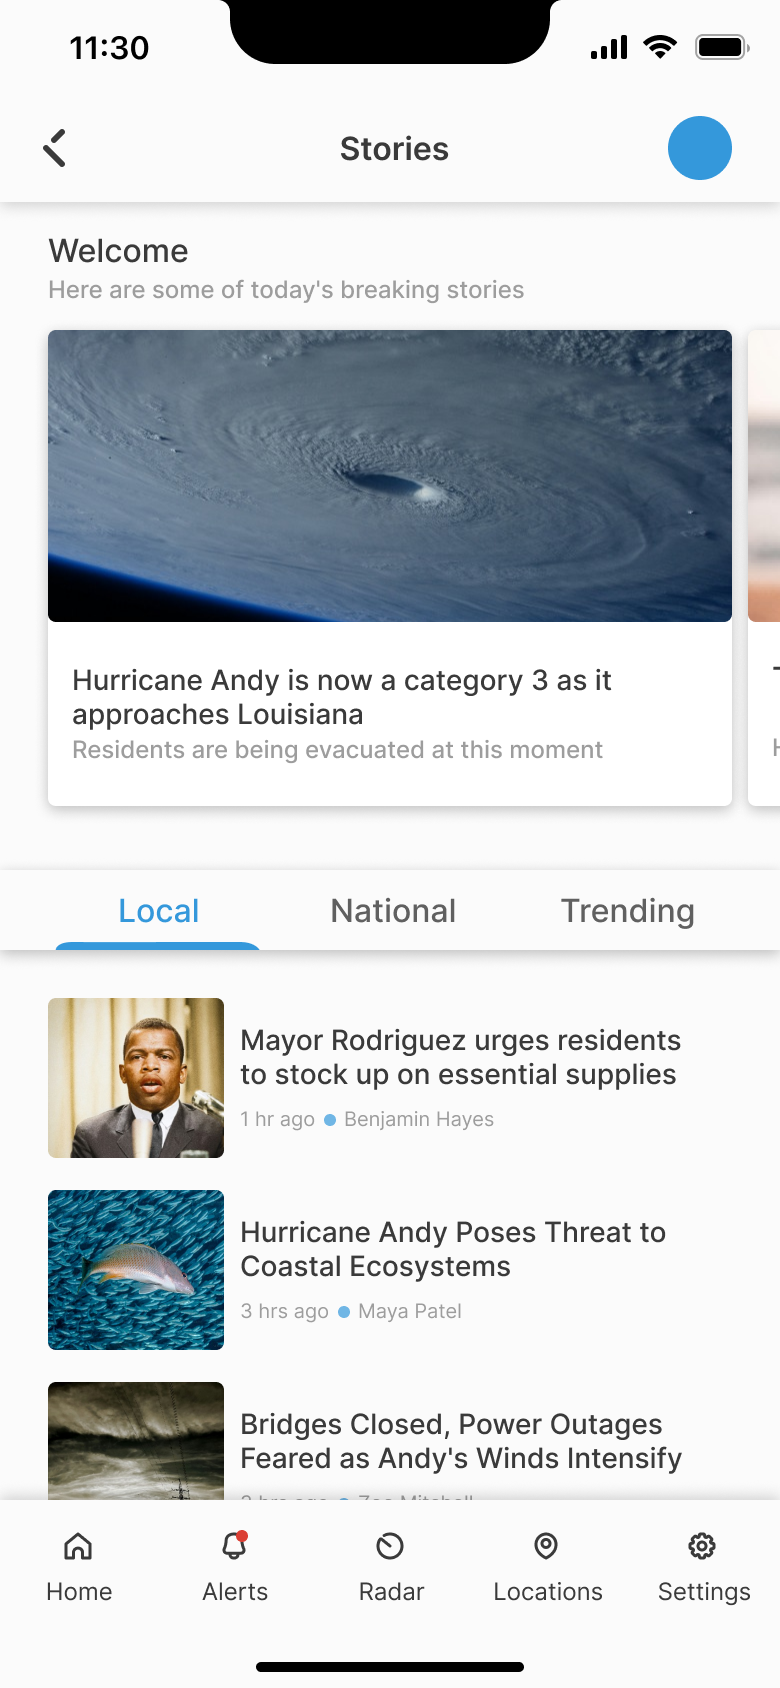 11:30
Stories
Welcome
Here are some of today's breaking stories
Hurricane Andy is now a category 3 as it
approaches Louisiana
Residents are being evacuated at this moment
Local National Trending
Mayor Rodriguez urges residents
to stock up on essential supplies
1 hr ago Benjamin Hayes
Hurricane Andy Poses Threat to
Coastal Ecosystems
3 hrs ago Maya Patel
Bridges Closed, Power Outages
Feared as Andy's Winds Intensify
Home Alerts Radar Locations Settings